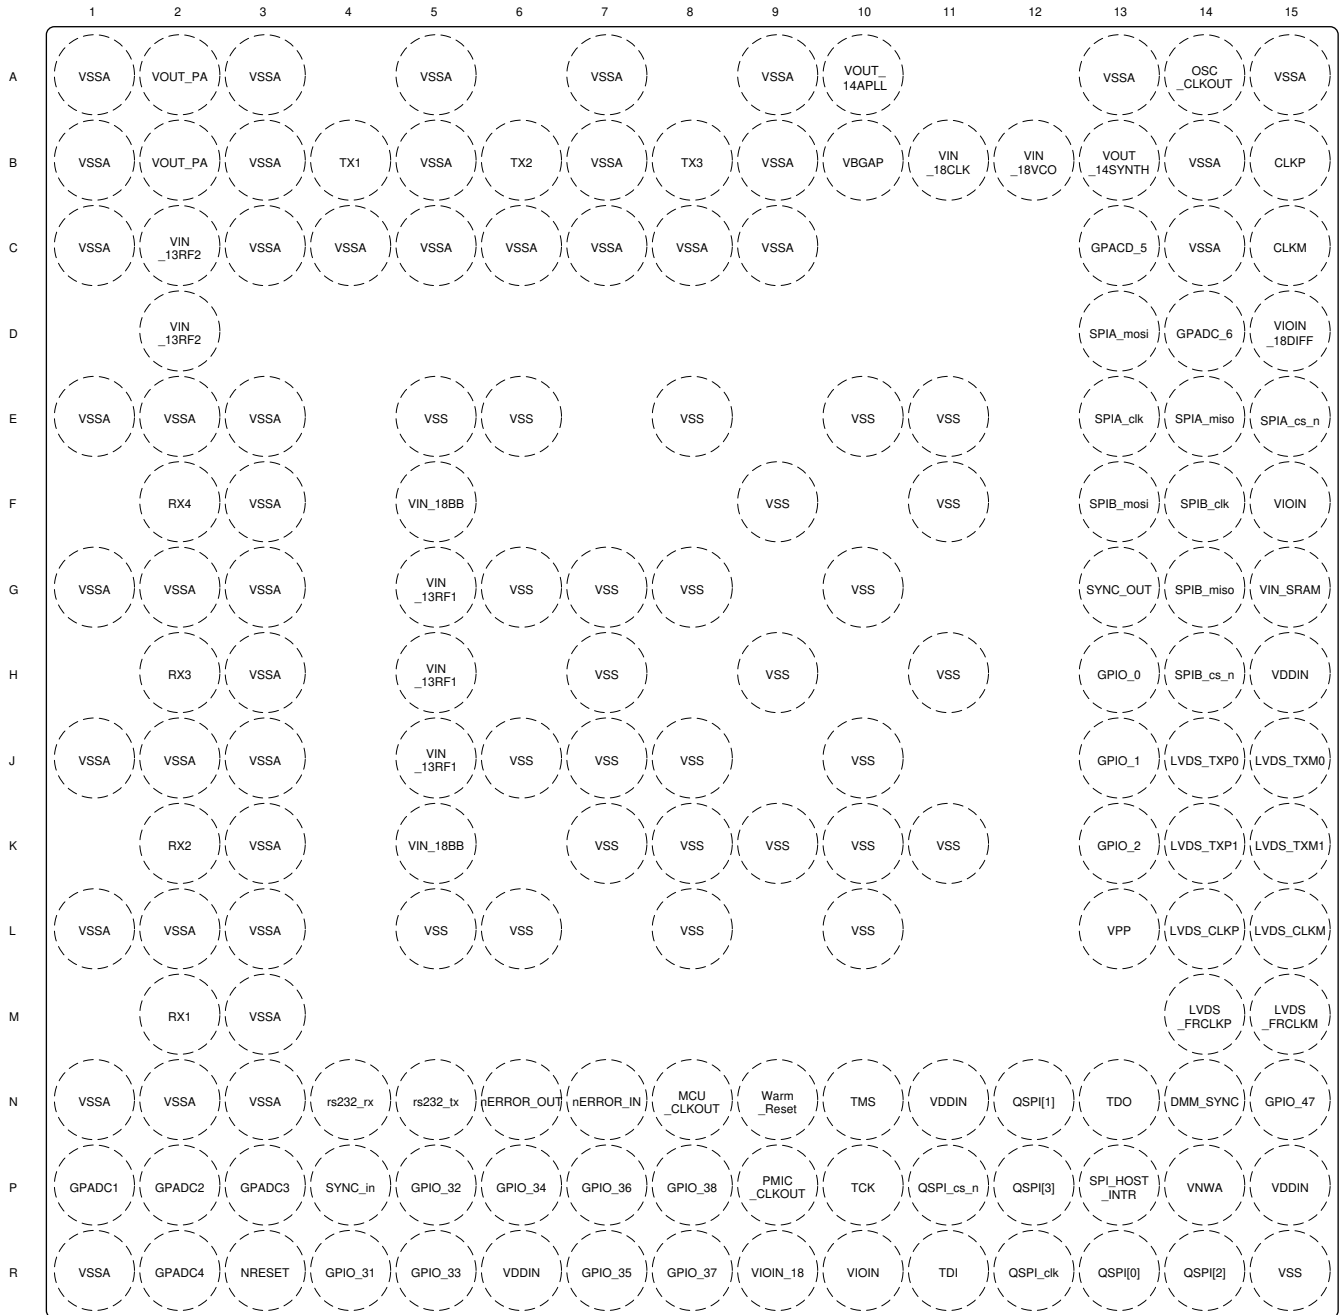 1 2 3 4 5 6 7 8 9 10 11 12 13 14 15
A VSSA VOUT_PA VSSA VSSA VSSA VSSA VOUT_ 14APLL VSSA OSC _CLKOUT VSSA
B VSSA VOUT_PA VSSA TX1 VSSA TX2 VSSA TX3 VSSA VBGAP VIN _18CLK VIN _18VCO VOUT _14SYNTH VSSA CLKP
C VSSA VIN _13RF2 VSSA VSSA VSSA VSSA VSSA VSSA VSSA GPACD_5 VSSA CLKM
D VIN _13RF2 SPIA_mosi GPADC_6 VIOIN _18DIFF
E VSSA VSSA VSSA VSS VSS VSS VSS VSS SPIA_clk SPIA_miso SPIA_cs_n
F RX4 VSSA VIN_18BB VSS VSS SPIB_mosi SPIB_clk VIOIN
G VSSA VSSA VSSA VIN _13RF1 VSS VSS VSS VSS SYNC_OUT SPIB_miso VIN_SRAM
H RX3 VSSA VIN _13RF1 VSS VSS VSS GPIO_0 SPIB_cs_n VDDIN
J VSSA VSSA VSSA VIN _13RF1 VSS VSS VSS VSS GPIO_1 LVDS_TXP0 LVDS_TXM0
K RX2 VSSA VIN_18BB VSS VSS VSS VSS VSS GPIO_2 LVDS_TXP1 LVDS_TXM1
L VSSA VSSA VSSA VSS VSS VSS VSS VPP LVDS_CLKP LVDS_CLKM
M RX1 VSSA LVDS _FRCLKP LVDS _FRCLKM
N VSSA VSSA VSSA rs232_rx rs232_tx nERROR_OUT nERROR_IN MCU _CLKOUT Warm _Reset TMS VDDIN QSPI[1] TDO DMM_SYNC GPIO_47
P GPADC1 GPADC2 GPADC3 SYNC_in GPIO_32 GPIO_34 GPIO_36 GPIO_38 PMIC _CLKOUT TCK QSPI_cs_n QSPI[3] SPI_HOST _INTR VNWA VDDIN
R VSSA GPADC4 NRESET GPIO_31 GPIO_33 VDDIN GPIO_35 GPIO_37 VIOIN_18 VIOIN TDI QSPI_clk QSPI[0] QSPI[2] VSS